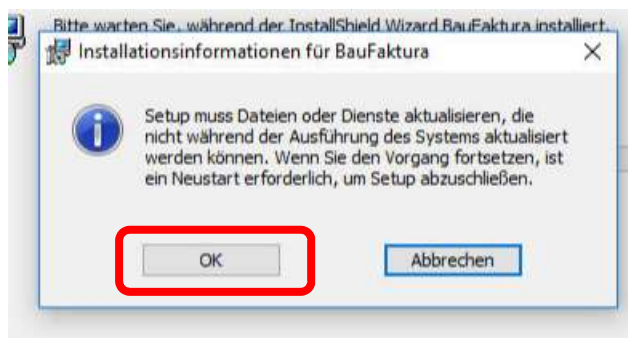 Bitte warten Sie, während der InstallShield Wizard BauFaktura installiert.
Installationsinformationen für BauFaktura
Setup muss Dateien oder Dienste aktualisieren, die
nicht während der Ausführung des Systems aktualisiert
werden können. Wenn Sie den Vorgang fortsetzen, ist
ein Neustart erforderlich, um Setup abzuschließen.
OK
Abbrechen